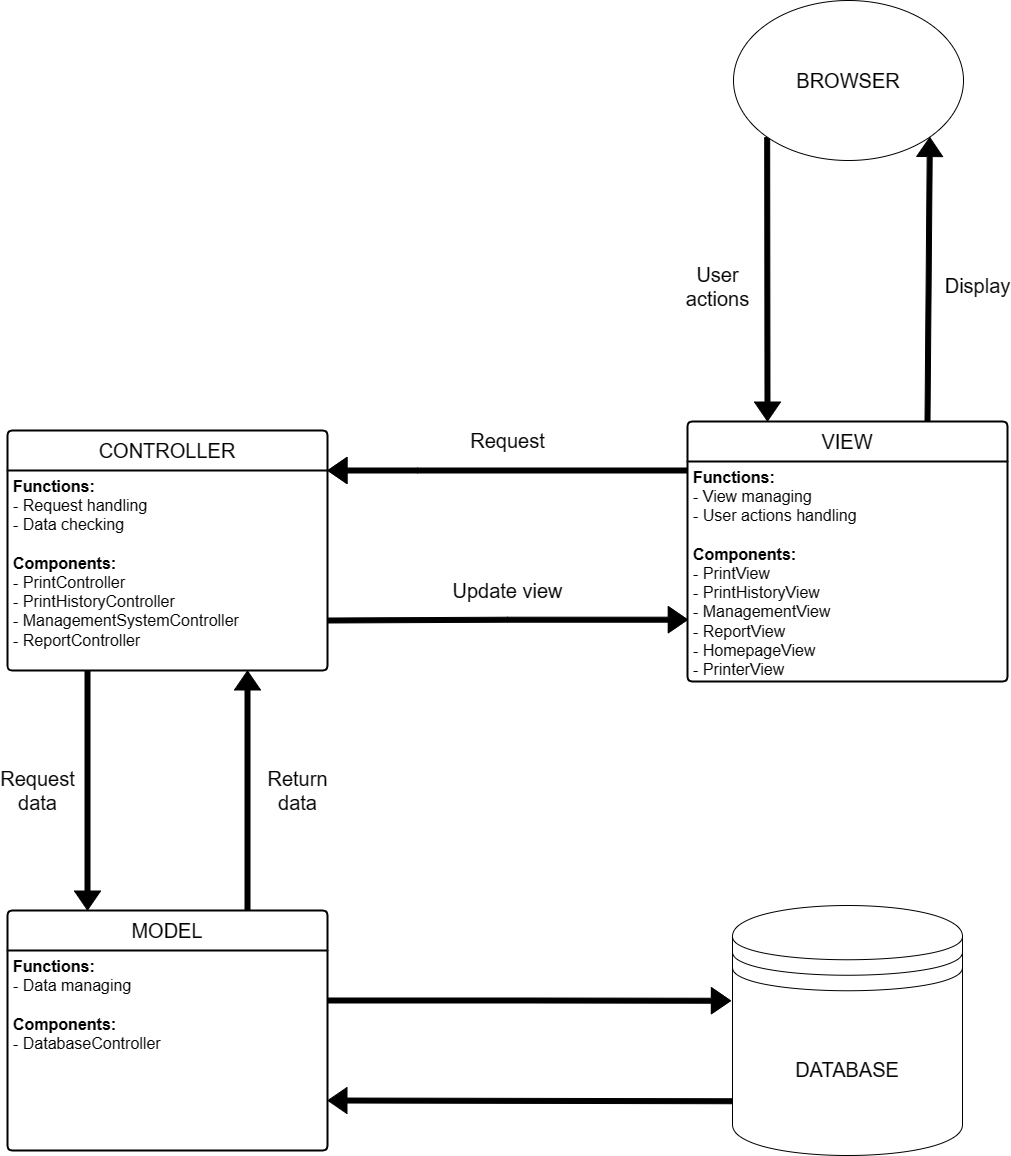 BROWSER
User
actions
Display
CONTROLLER
Functions:
- Request handling
- Data checking
Components:
- PrintController
- PrintHistoryController
- ManagementSystemController
- ReportController
Request
Update view
VIEW
Functions:
- View managing
- User actions handling
Components:
- PrintView
- PrintHistoryView
- ManagementView
- ReportView
- HomepageView
- PrinterView
Request
data
Return
data
MODEL
Functions:
- Data managing
Components:
- DatabaseController
DATABASE